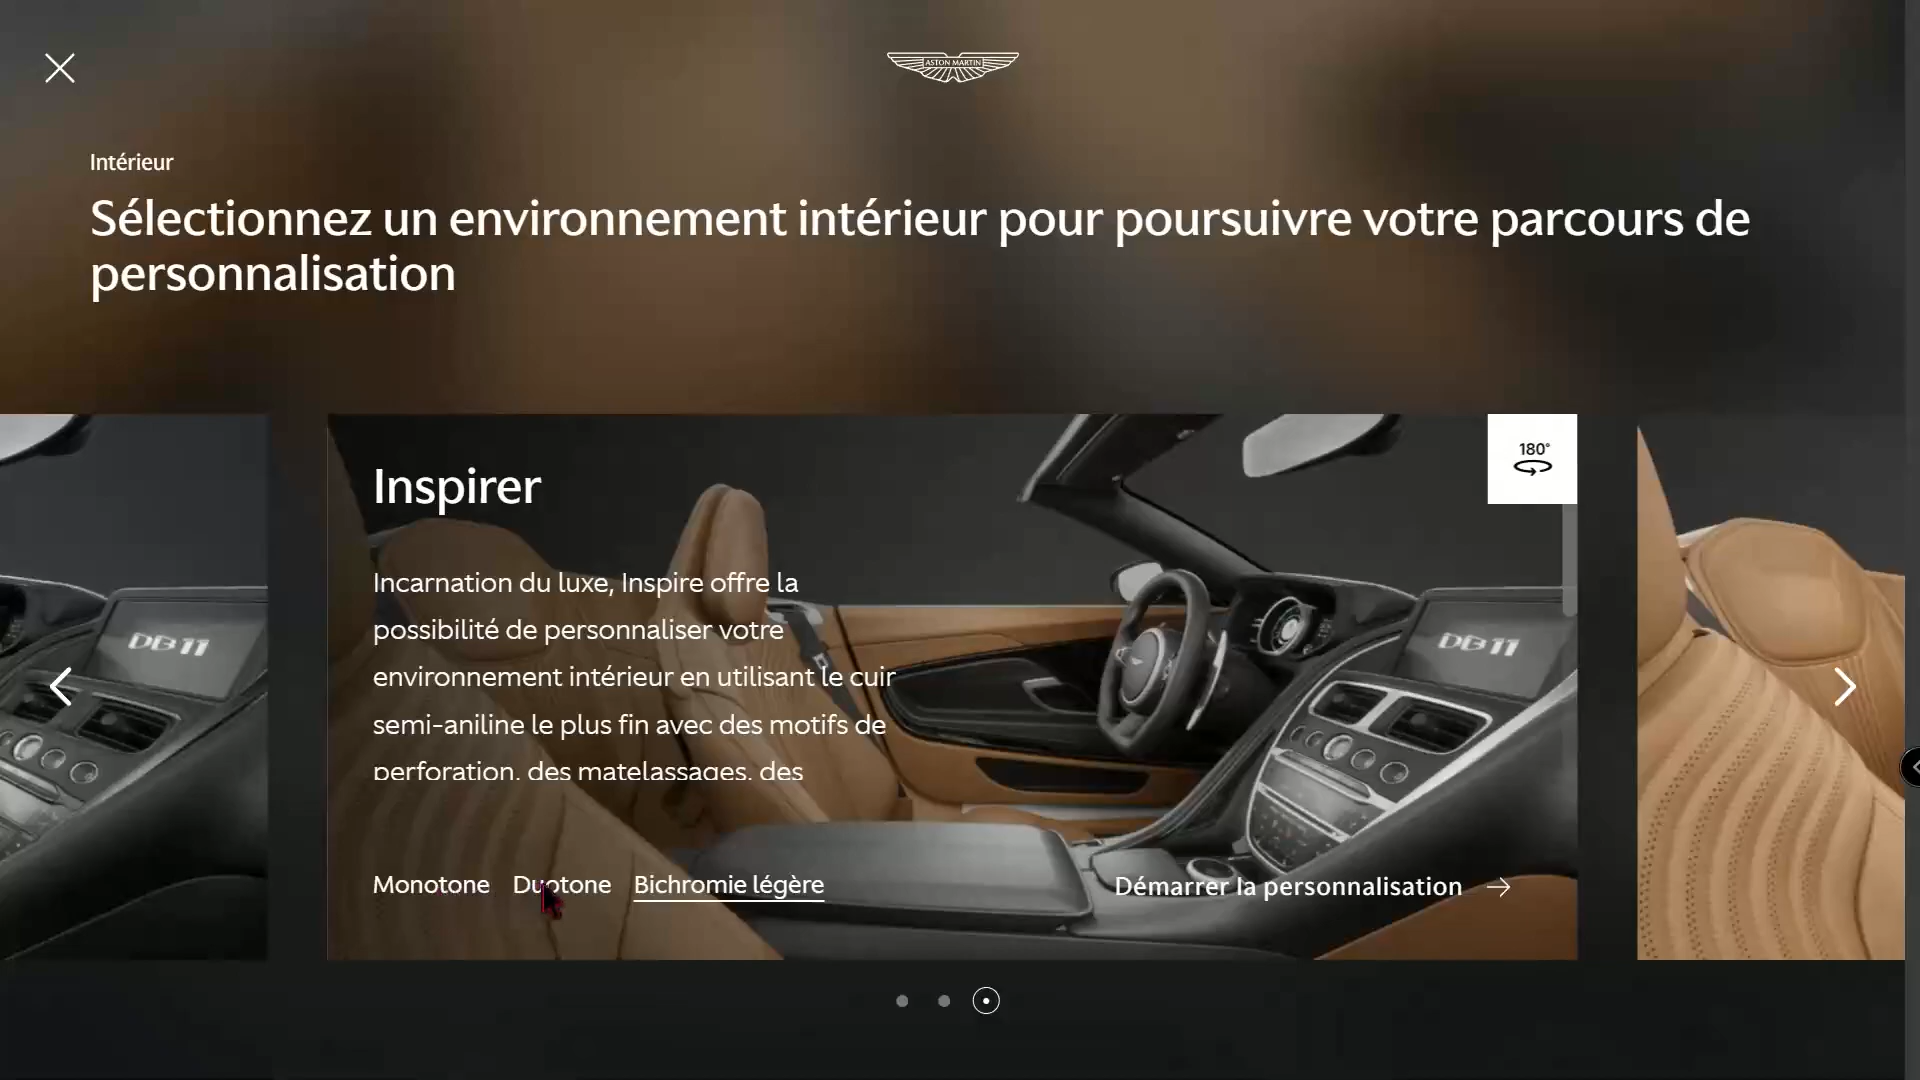 ASTON MARTIN
Intérieur
Sélectionnez un environnement intérieur pour poursuivre votre parcours de
personnalisation
180°
Inspirer
Incarnation du luxe, Inspire offre la
possibilité de personnaliser votre
environnement intérieur en utilisant le cuir
semi-aniline le plus fin avec des motifs de
perforation, des matelassages, des
DB11
DB11
Monotone Duotone Bichromie légère
Démarrer la personnalisation